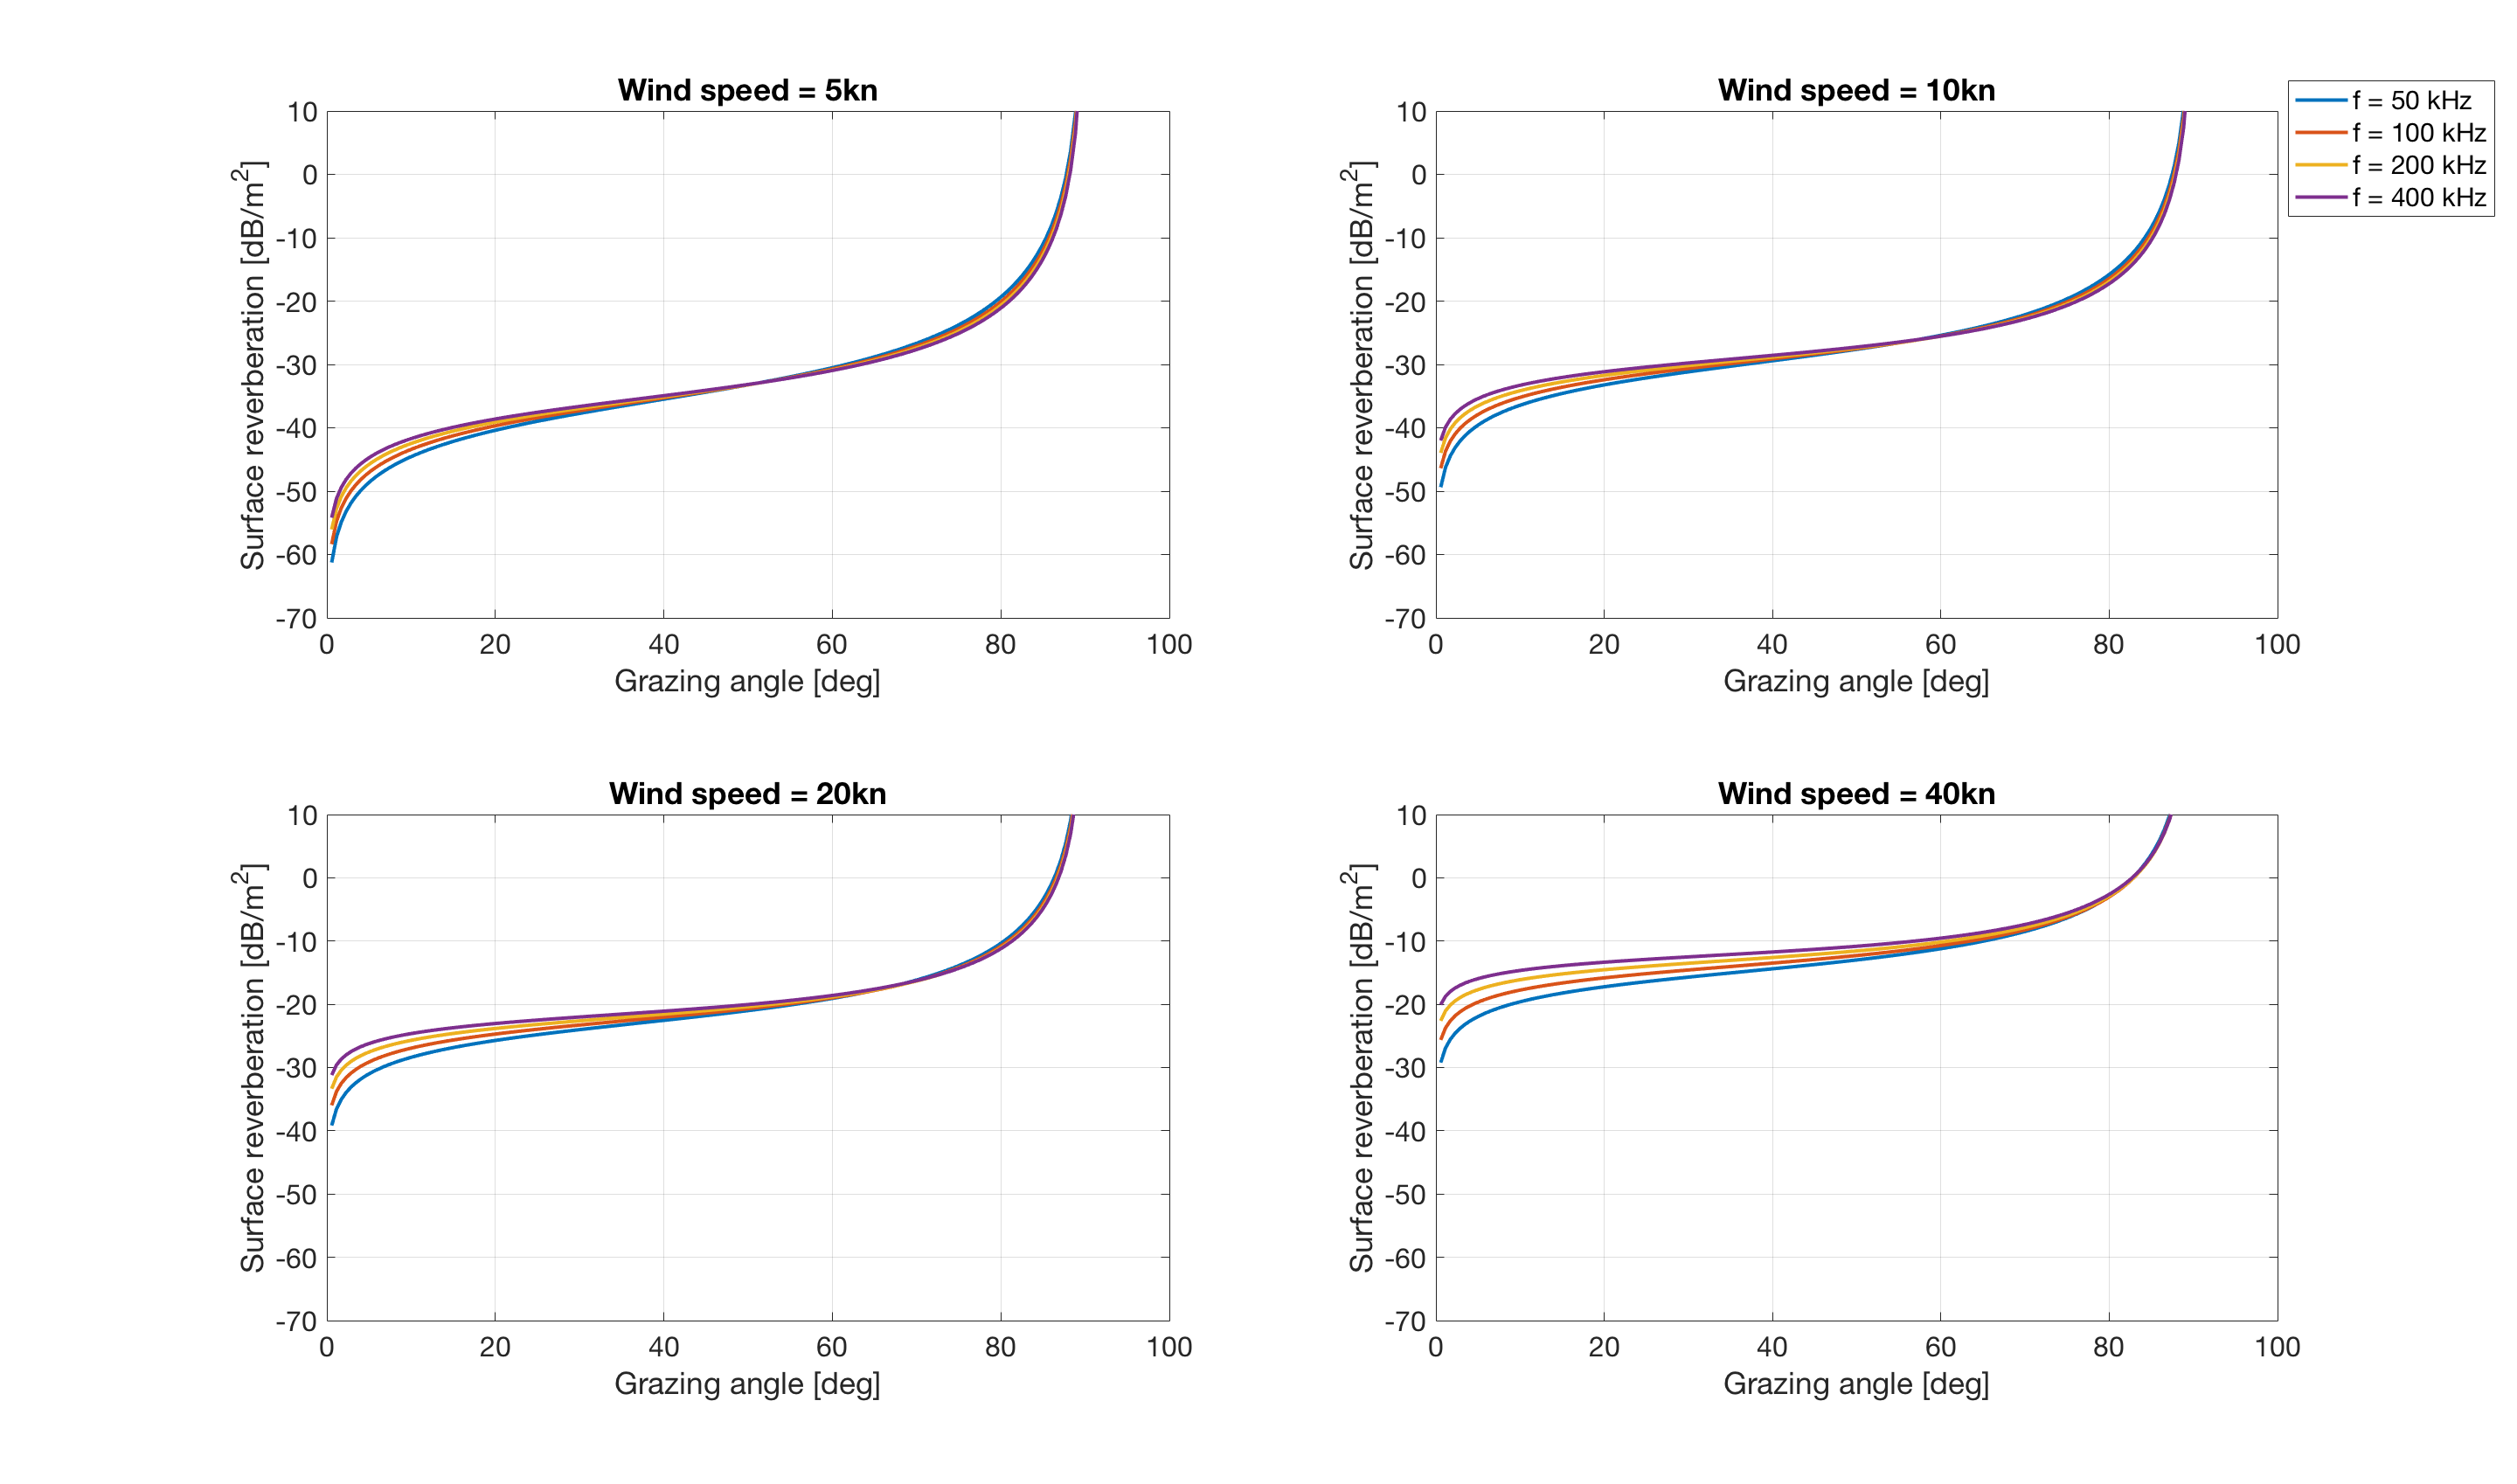 Wind speed = 5kn
10
0
-10
-20
-30
-40
-50
-60
-70
Surface reverberation [dB/m²]
0 20 40 60 80 100
Grazing angle [deg]
Wind speed = 10kn
10
0
-10
-20
-30
-40
-50
-60
-70
Surface reverberation [dB/m²]
0 20 40 60 80 100
Grazing angle [deg]
f = 50 kHz
f = 100 kHz
f = 200 kHz
f = 400 kHz
Wind speed = 20kn
10
0
-10
-20
-30
-40
-50
-60
-70
Surface reverberation [dB/m²]
0 20 40 60 80 100
Grazing angle [deg]
Wind speed = 40kn
10
0
-10
-20
-30
-40
-50
-60
-70
Surface reverberation [dB/m²]
0 20 40 60 80 100
Grazing angle [deg]